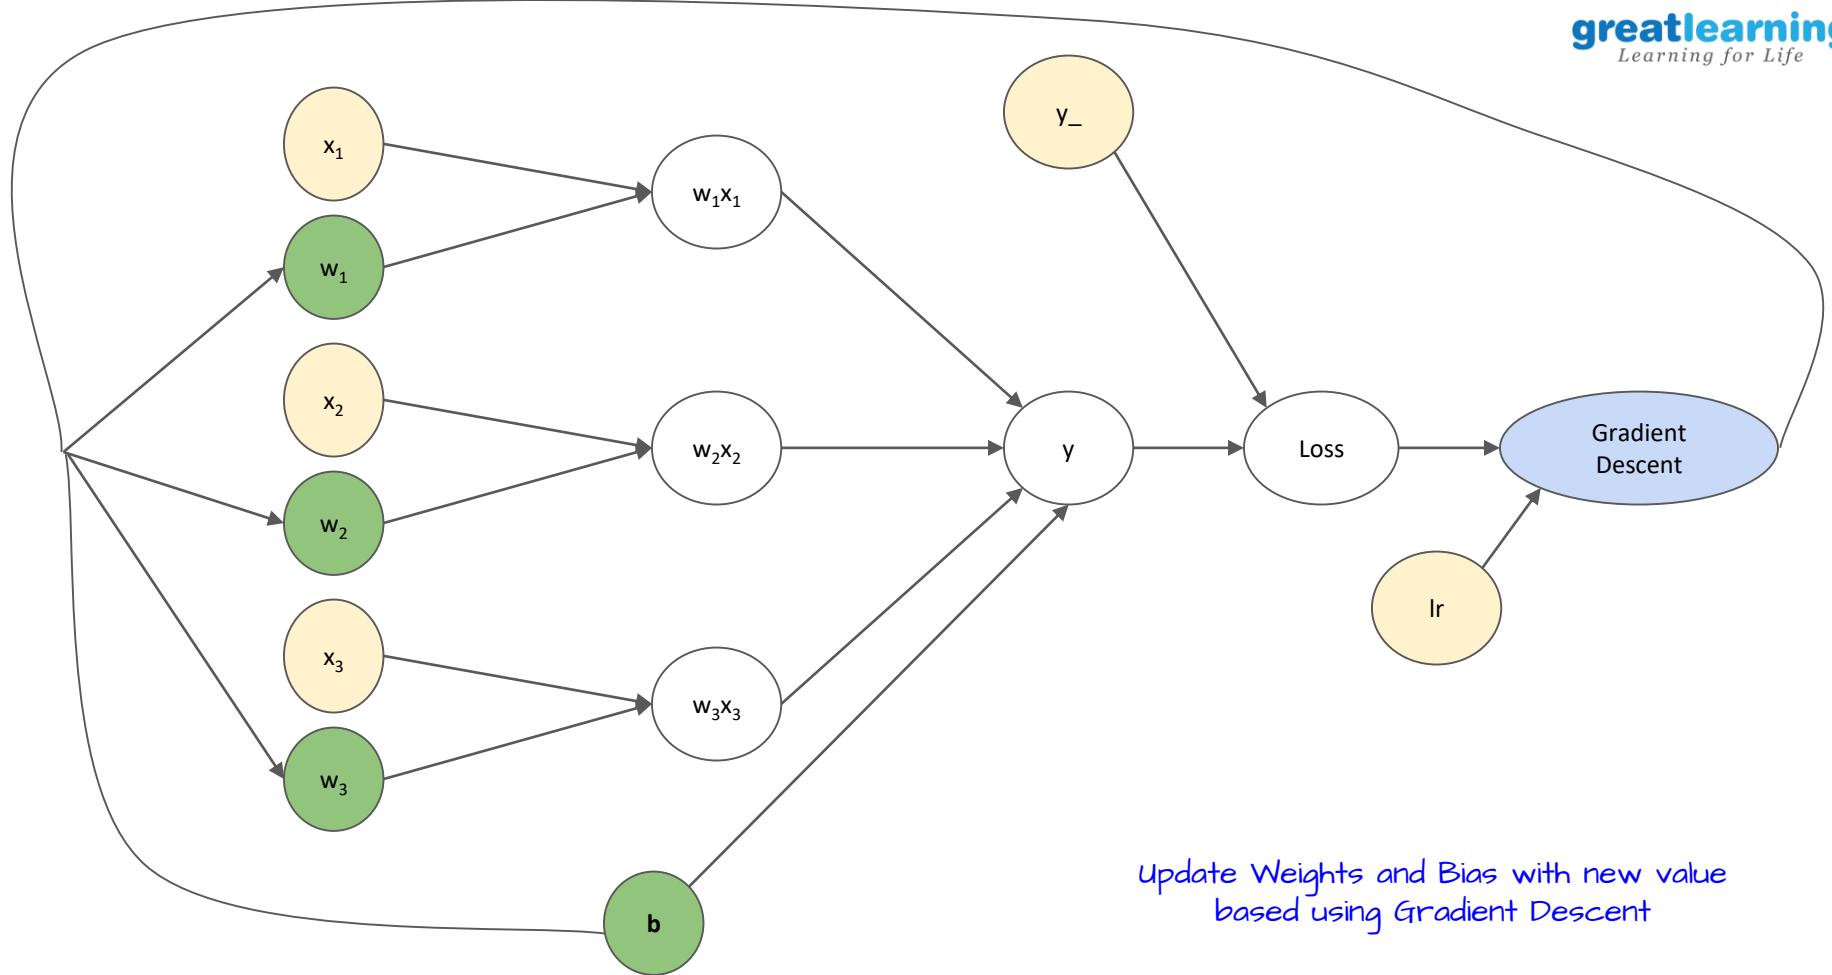 greatlearning
Learning for Life
x₁
y_
w₁x₁
w₁
x₂
w₂x₂
y
Loss
Gradient
Descent
w₂
lr
x₃
w₃x₃
w₃
Update Weights and Bias with new value
based using Gradient Descent
b